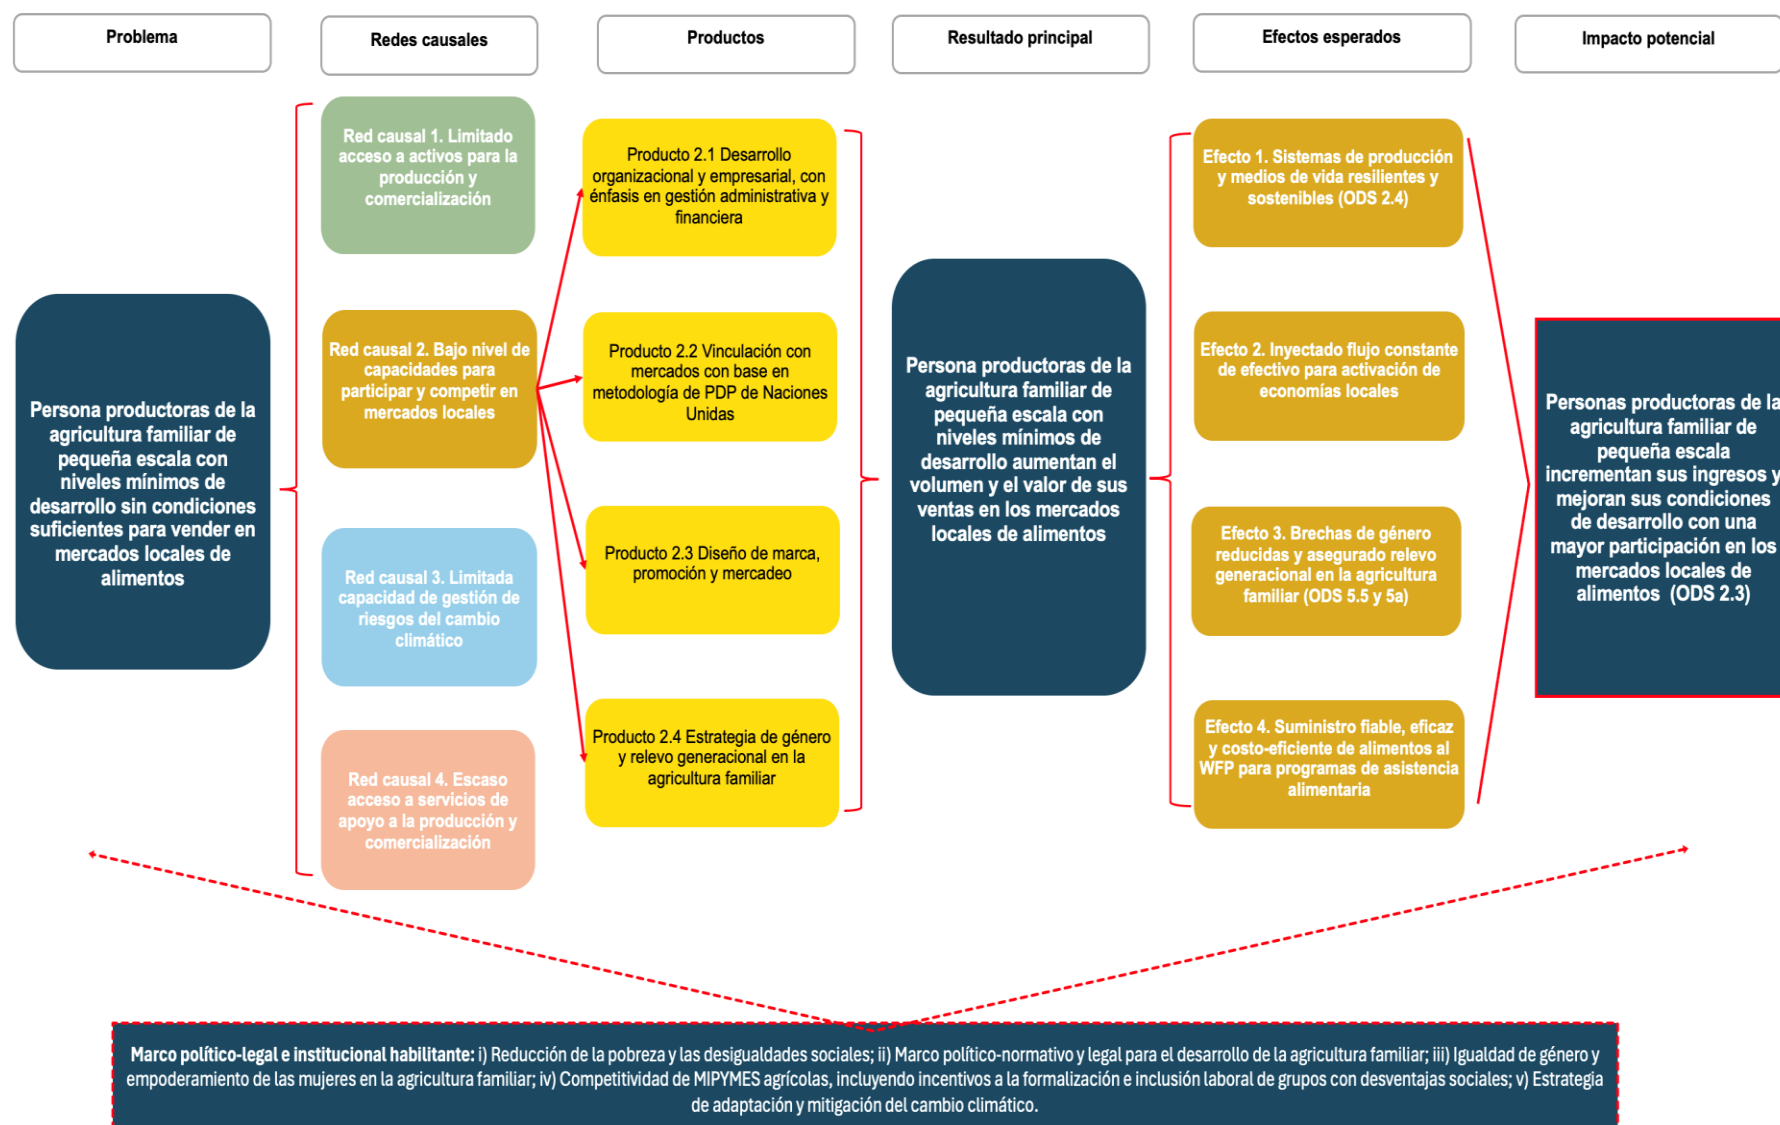 Problema
Redes causales
Productos
Resultado principal
Efectos esperados
Impacto potencial
Persona productoras de la
agricultura familiar de
pequeña escala con
niveles mínimos de
desarrollo sin condiciones
suficientes para vender en
mercados locales de
alimentos
Red causal 1. Limitado
acceso a activos para la
producción y
comercialización
Red causal 2. Bajo nivel de
capacidades para
participar y competir en
mercados locales
Red causal 3. Limitada
capacidad de gestión de
riesgos del cambio
climático
Red causal 4. Escaso
acceso a servicios de
apoyo a la producción y
comercialización
Producto 2.1 Desarrollo
organizacional y empresarial, con
énfasis en gestión administrativa y
financiera
Producto 2.2 Vinculación con
mercados con base en
metodología de PDP de Naciones
Unidas
Producto 2.3 Diseño de marca,
promoción y mercadeo
Producto 2.4 Estrategia de género
y relevo generacional en la
agricultura familiar
Persona productoras de la
agricultura familiar de
pequeña escala con
niveles mínimos de
desarrollo aumentan el
volumen y el valor de sus
ventas en los mercados
locales de alimentos
Efecto 1. Sistemas de producción
y medios de vida resilientes y
sostenibles (ODS 2.4)
Efecto 2. Inyectado flujo constante
de efectivo para activación de
economías locales
Efecto 3. Brechas de género
reducidas y asegurado relevo
generacional en la agricultura
familiar (ODS 5.5 y 5a)
Efecto 4. Suministro fiable, eficaz
y costo-eficiente de alimentos al
WFP para programas de asistencia
alimentaria
Personas productoras de la
agricultura familiar de
pequeña escala
incrementan sus ingresos y
mejoran sus condiciones
de desarrollo con una
mayor participación en los
mercados locales de
alimentos (ODS 2.3)
Marco político-legal e institucional habilitante: i) Reducción de la pobreza y las desigualdades sociales; ii) Marco político-normativo y legal para el desarrollo de la agricultura familiar; iii) Igualdad de género y
empoderamiento de las mujeres en la agricultura familiar; iv) Competitividad de MIPYMES agrícolas, incluyendo incentivos a la formalización e inclusión laboral de grupos con desventajas sociales; v) Estrategia
de adaptación y mitigación del cambio climático.